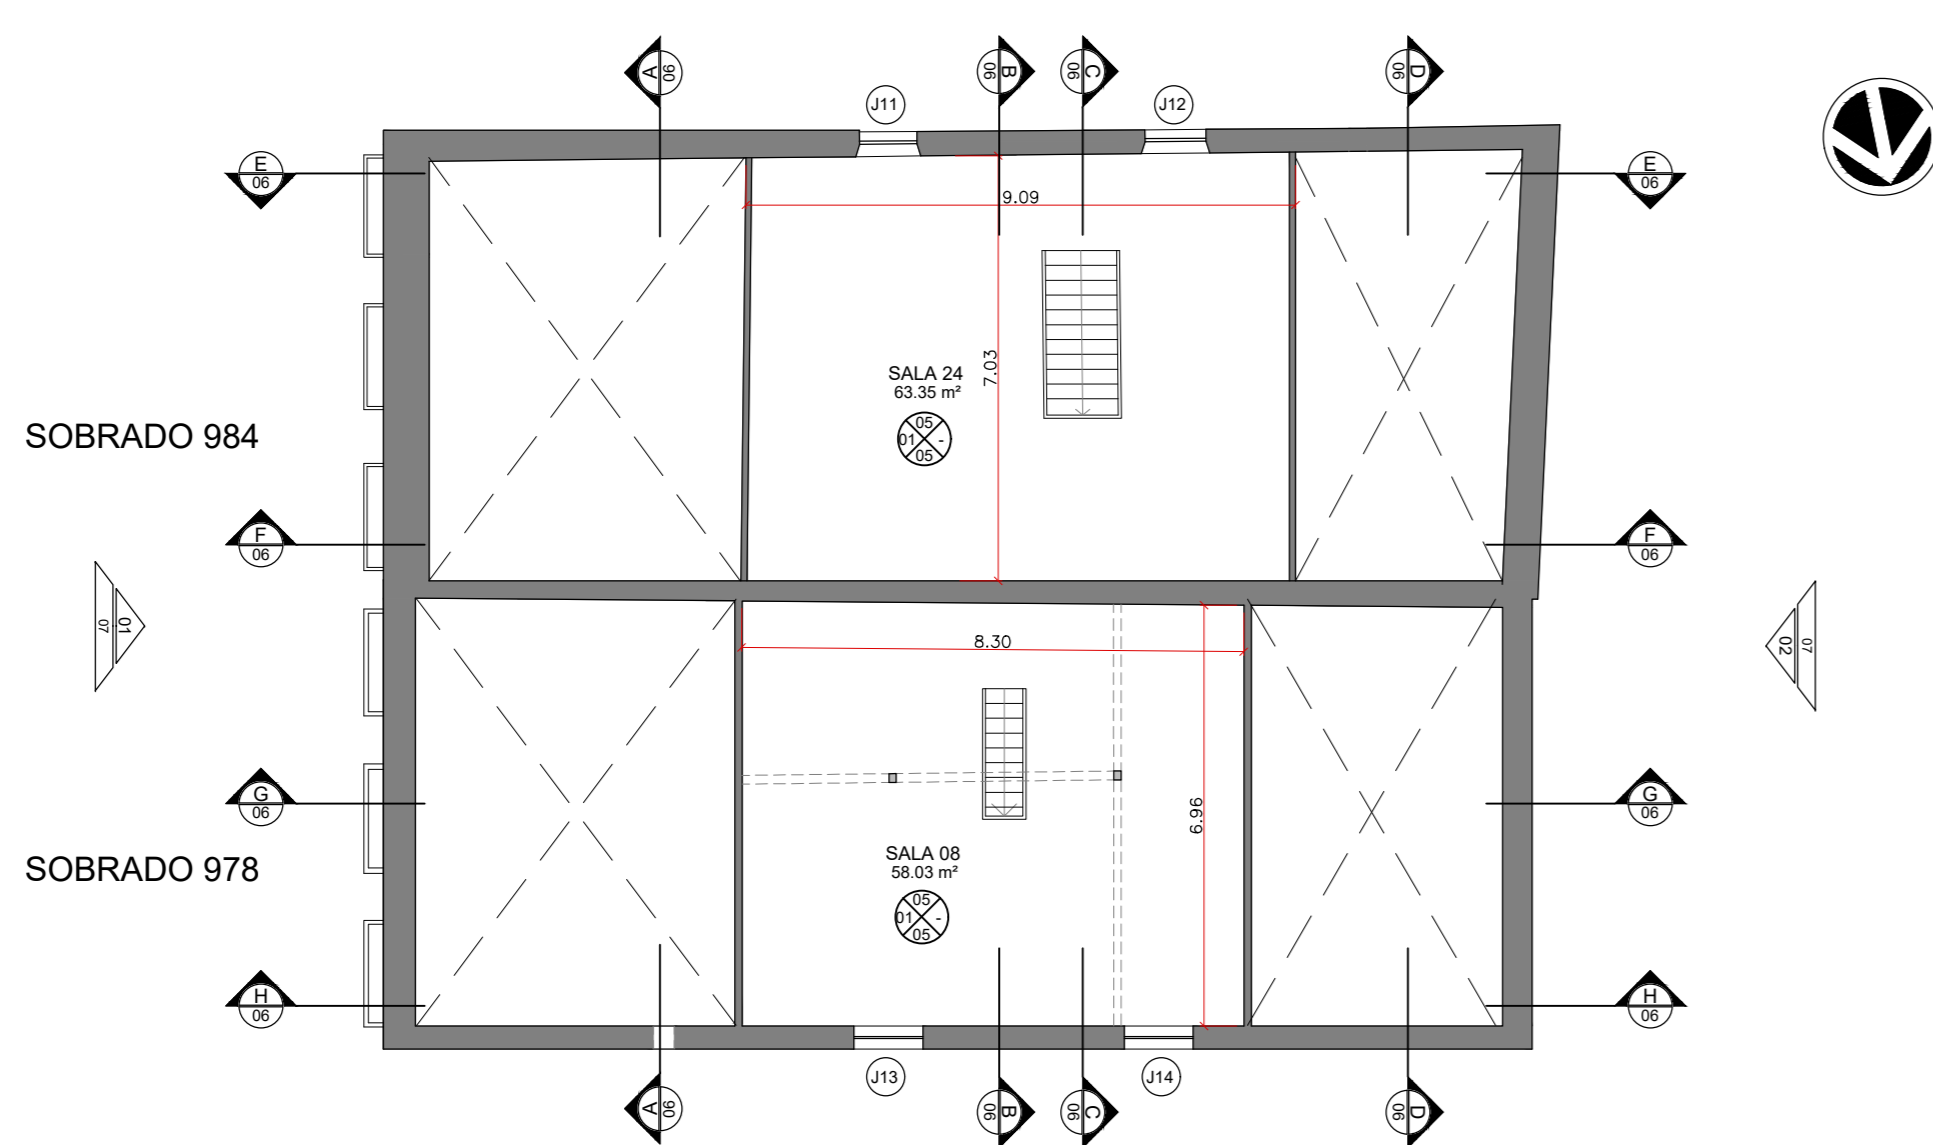 A
06
B
06
C
06
D
06
J11
J12
E
06
E
06
9.09
7.03
SALA 24
63.35 m²
05
01 -
05
SOBRADO 984
F
06
F
06
01
07
02
07
8.30
6.96
G
06
G
06
SALA 08
58.03 m²
05
01 -
05
SOBRADO 978
H
06
H
06
J13
J14
A
06
B
06
C
06
D
06